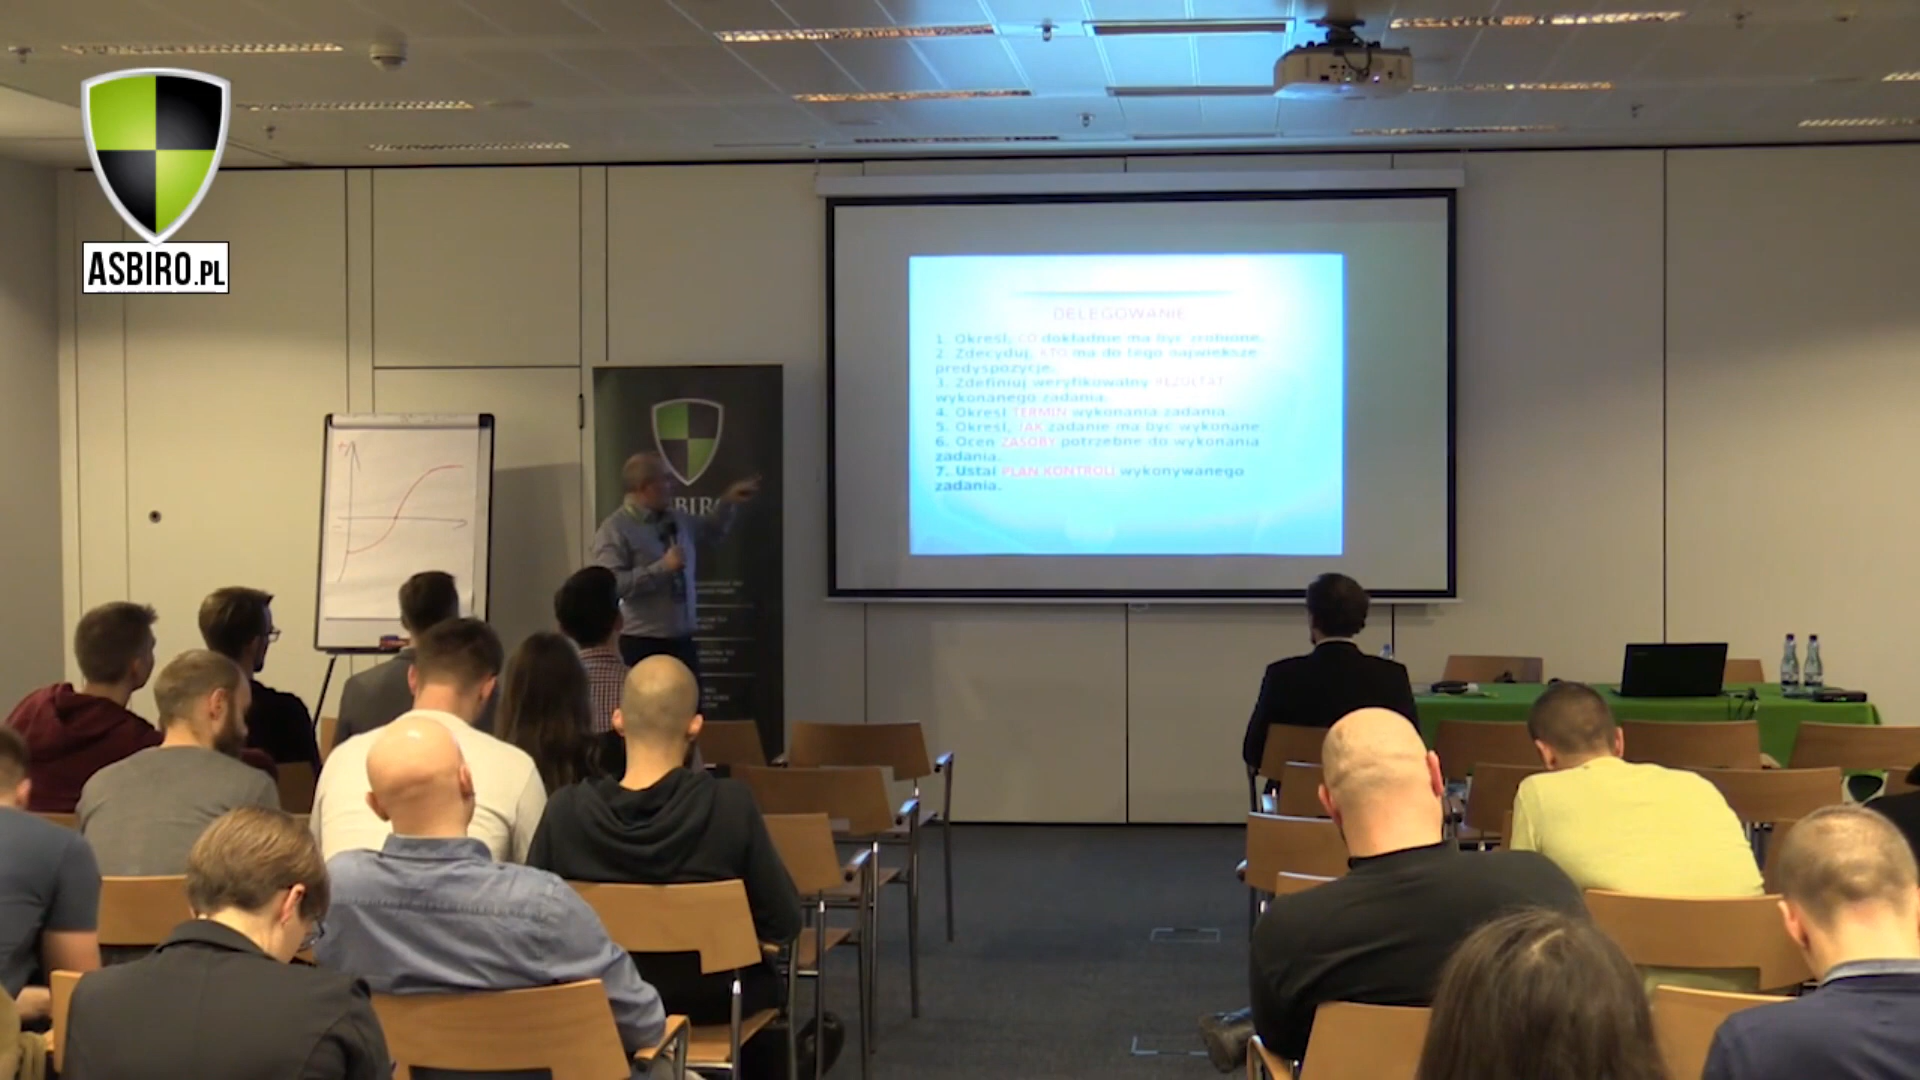 ASBIRO.PL
DELEGOWANIE
1. Określ, CO dokładnie ma być zrobione.
2. Zdecyduj, KTO ma do tego największe
predyspozycje.
3. Zdefiniuj weryfikowalny REZULTAT
wykonanego zadania.
4. Określ TERMIN wykonania zadania.
5. Określ, JAK zadanie ma być wykonane
6. Oceń ZASOBY potrzebne do wykonania
zadania.
7. Ustal PLAN KONTROLI wykonywanego
zadania.